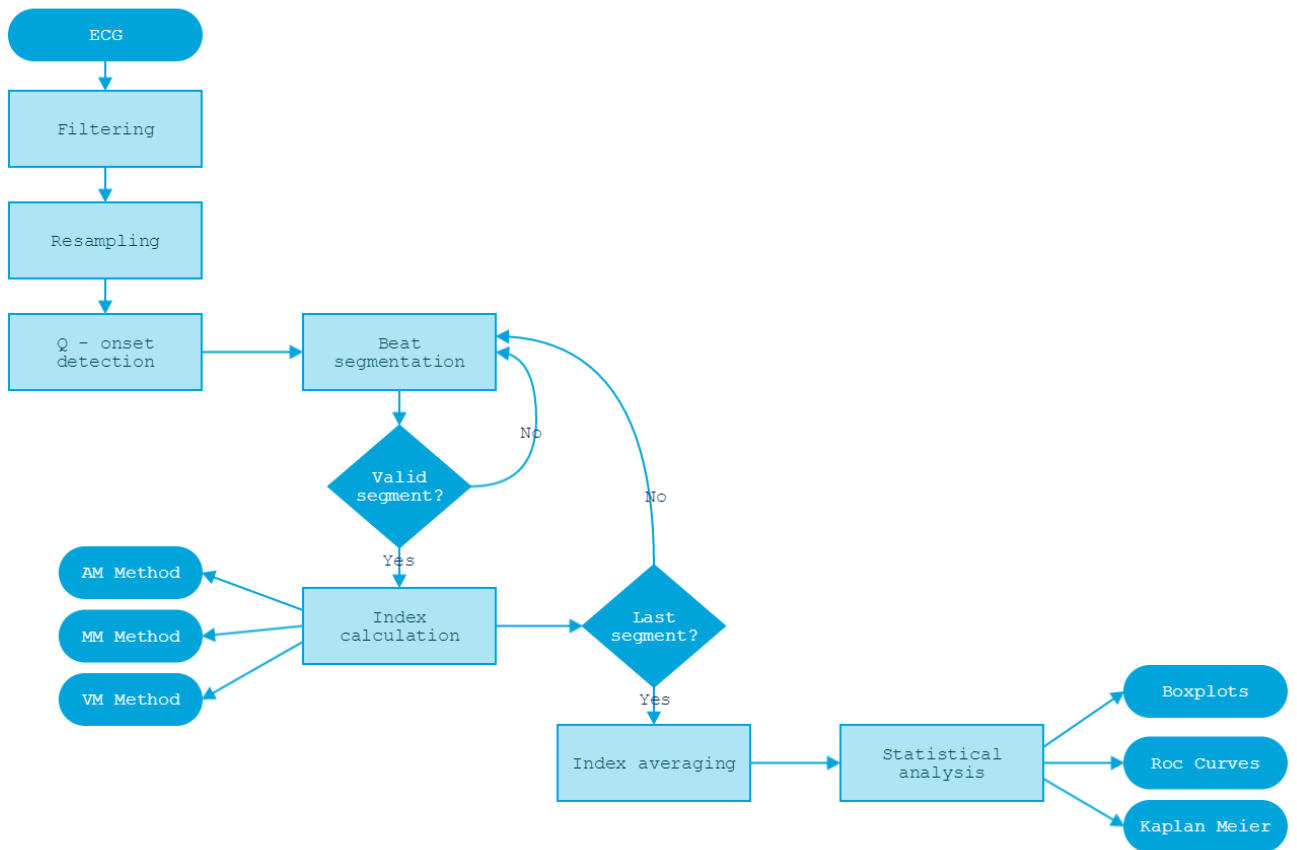 ECG
Filtering
Resampling
Q - onset
detection
Beat
segmentation
No
Valid
segment?
No
Yes
AM Method
MM Method
VM Method
Index
calculation
Last
segment?
Yes
Index averaging
Statistical
analysis
Boxplots
Roc Curves
Kaplan Meier